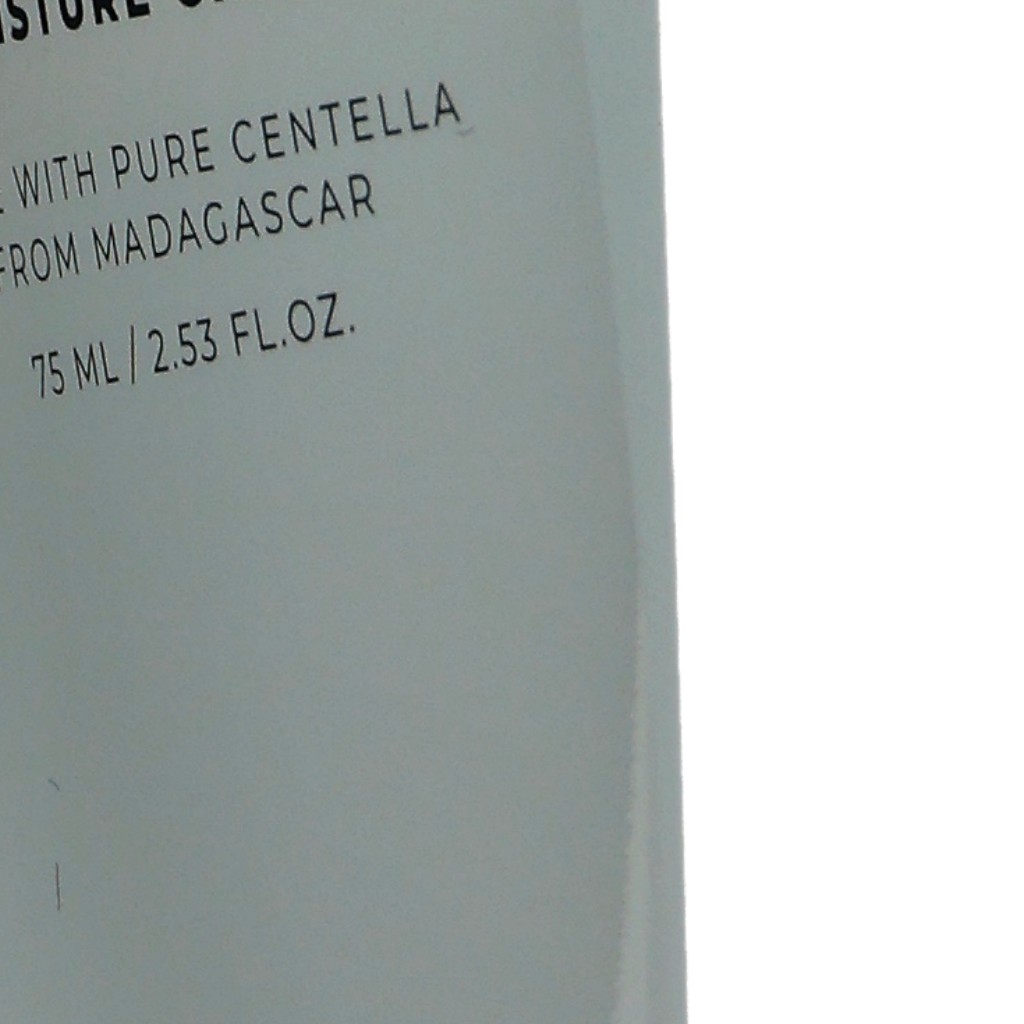 WITH PURE CENTELLA
FROM MADAGASCAR
75 ML / 2.53 FL.OZ.